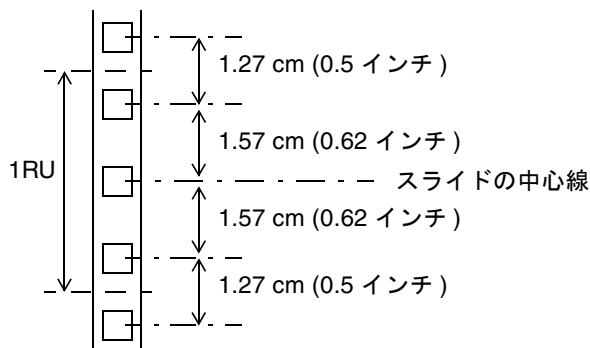 1.27 cm (0.5 インチ )
1.57 cm (0.62 インチ )
1RU
スライドの中心線
1.57 cm (0.62 インチ )
1.27 cm (0.5 インチ )